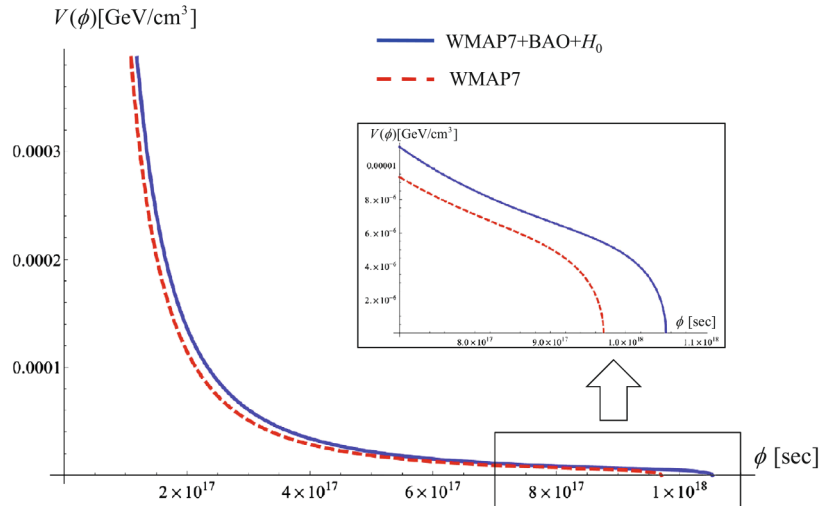 V(ϕ)[GeV/cm³]
WMAP7+BAO+H₀
WMAP7
0.0003
0.0002
0.0001
V(ϕ)[GeV/cm³]
0.00001
8.×10⁻⁶
6.×10⁻⁶
4.×10⁻⁶
2.×10⁻⁶
ϕ [sec]
8.0×10¹⁷ 9.0×10¹⁷ 1.0×10¹⁸ 1.1×10¹⁸
ϕ [sec]
2×10¹⁷ 4×10¹⁷ 6×10¹⁷ 8×10¹⁷ 1×10¹⁸